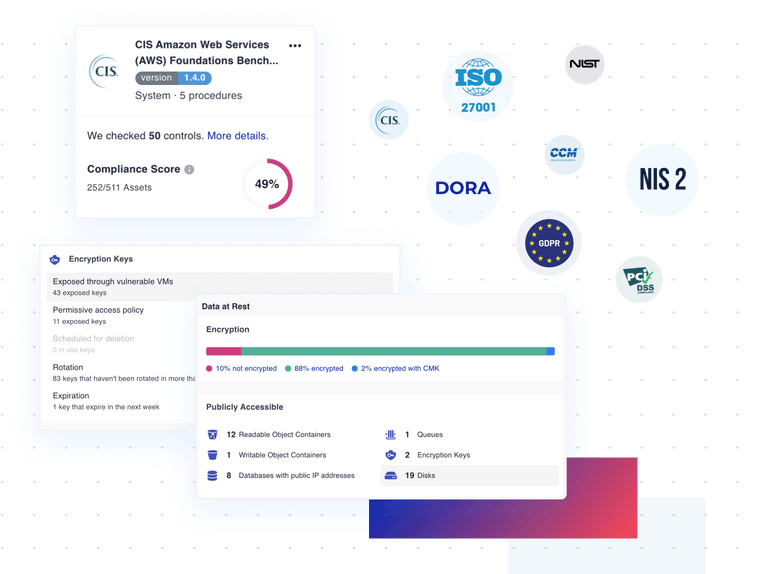 CIS Amazon Web Services
(AWS) Foundations Bench...
version 1.4.0
System · 5 procedures
CIS.
We checked 50 controls. More details.
Compliance Score
252/511 Assets
49%
ISO
27001
NIST
CIS.
CCM
DORA
NIS 2
GDPR
PCI
DSS
COMPLIANT
Encryption Keys
Exposed through vulnerable VMs
43 exposed keys
Permissive access policy
11 exposed keys
Scheduled for deletion
0 in use keys
Rotation
83 keys that haven't been rotated in more tha
Expiration
1 key that expire in the next week
Data at Rest
Encryption
10% not encrypted 88% encrypted 2% encrypted with CMK
Publicly Accessible
12 Readable Object Containers
1 Queues
1 Writable Object Containers
2 Encryption Keys
8 Databases with public IP addresses
19 Disks